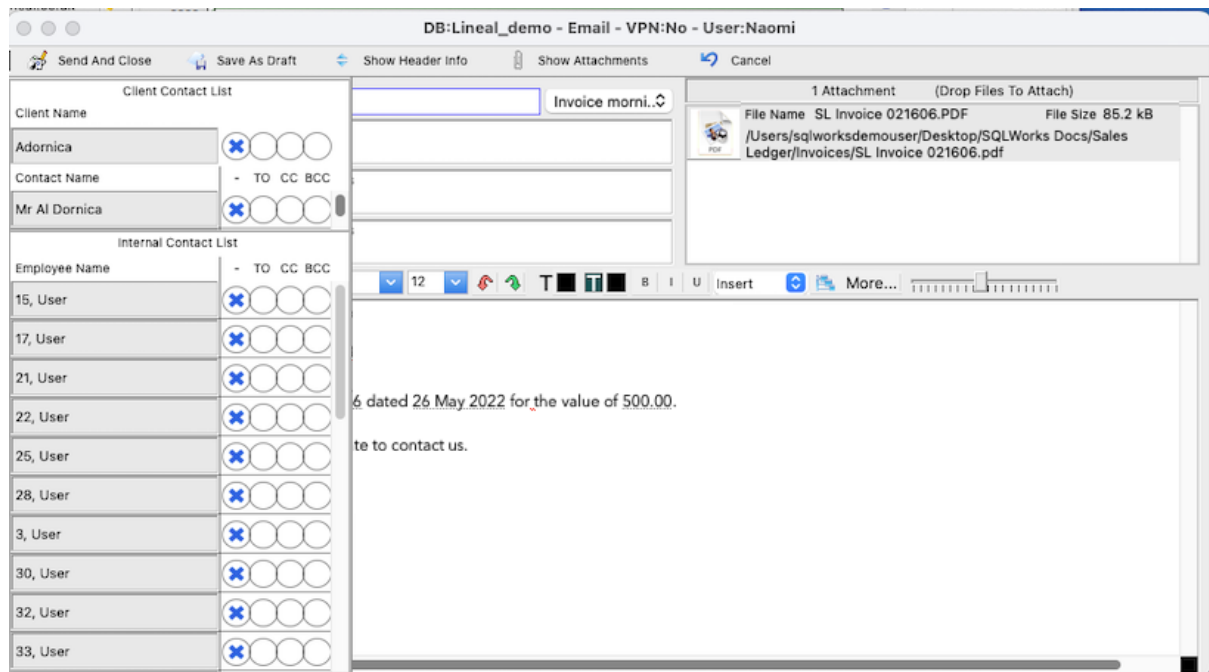 DB:Lineal_demo - Email - VPN:No - User:Naomi
Send And Close Save As Draft Show Header Info Show Attachments Cancel
Client Contact List
Client Name
Adornica
Contact Name - TO CC BCC
Mr Al Dornica
Internal Contact List
Employee Name - TO CC BCC
15, User
17, User
21, User
22, User
25, User
28, User
3, User
30, User
32, User
33, User
Invoice morni..
1 Attachment (Drop Files To Attach)
File Name SL Invoice 021606.PDF File Size 85.2 kB
/Users/sqlworksdemouser/Desktop/SQLWorks Docs/Sales
Ledger/Invoices/SL Invoice 021606.pdf
PDF
12 T T B I U Insert More...
6 dated 26 May 2022 for the value of 500.00.
te to contact us.